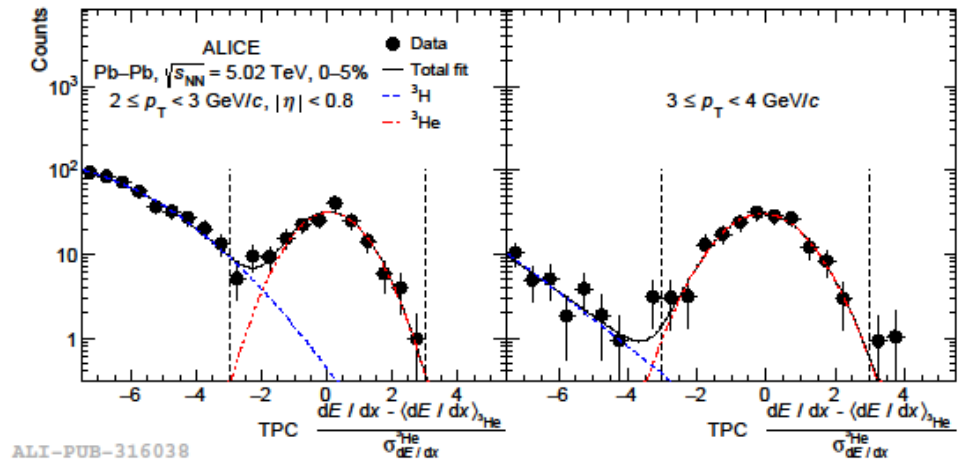 Counts
ALICE
Pb–Pb, √sNN = 5.02 TeV, 0–5%
2 ≤ pT < 3 GeV/c, |η| < 0.8
Data
Total fit
³H
³He
3 ≤ pT < 4 GeV/c
10³
10²
10
1
−6 −4 −2 0 2 4
−6 −4 −2 0 2 4
TPC dE / dx - ⟨dE / dx⟩³He / σ³He dE / dx
TPC dE / dx - ⟨dE / dx⟩³He / σ³He dE / dx
ALI-PUB-316038